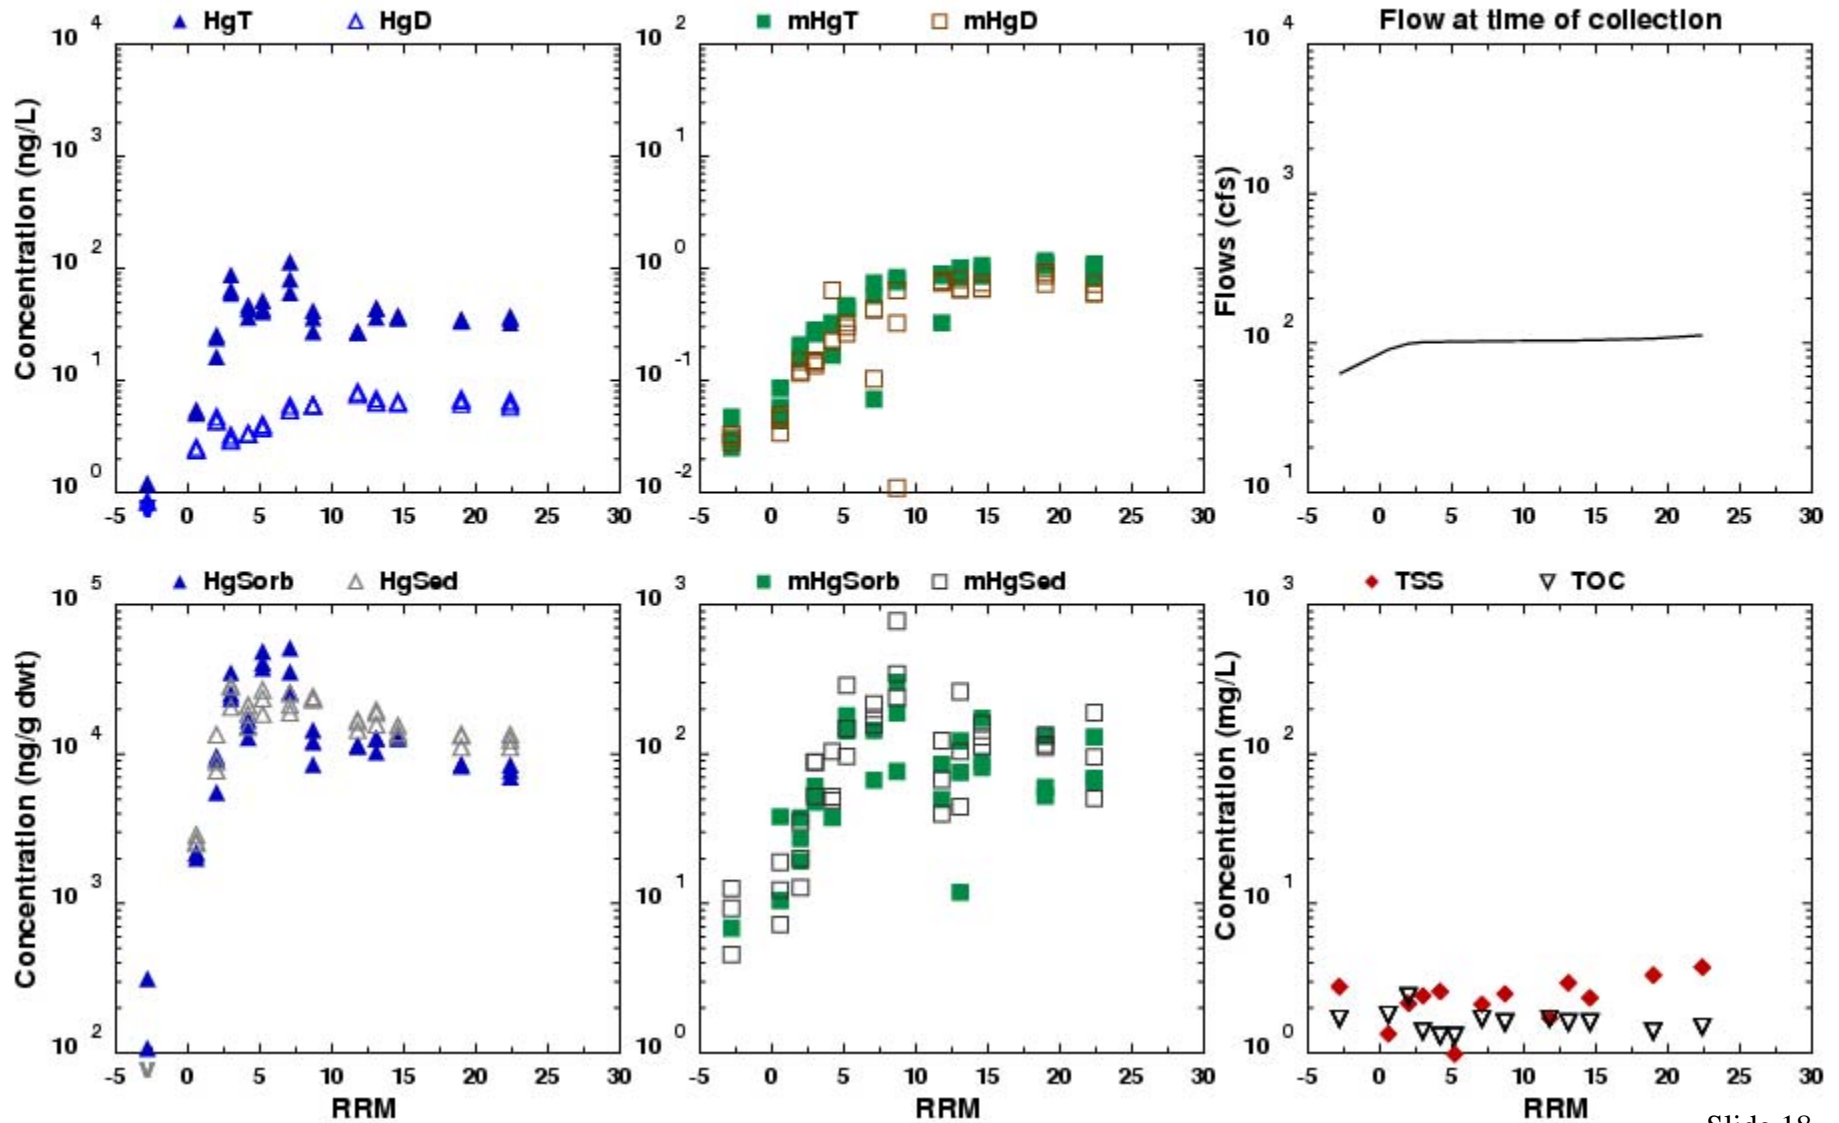 HgT HgD
Concentration (ng/L)
10 4
10 3
10 2
10 1
10 0
-5 0 5 10 15 20 25 30
mHgT mHgD
10 2
10 1
10 0
10 -1
10 -2
-5 0 5 10 15 20 25 30
Flow at time of collection
Flows (cfs)
10 4
10 3
10 2
10 1
-5 0 5 10 15 20 25 30
HgSorb HgSed
Concentration (ng/g dwt)
10 5
10 4
10 3
10 2
-5 0 5 10 15 20 25 30
RRM
mHgSorb mHgSed
10 3
10 2
10 1
10 0
-5 0 5 10 15 20 25 30
RRM
TSS TOC
Concentration (mg/L)
10 3
10 2
10 1
10 0
-5 0 5 10 15 20 25 30
RRM
Slide 18